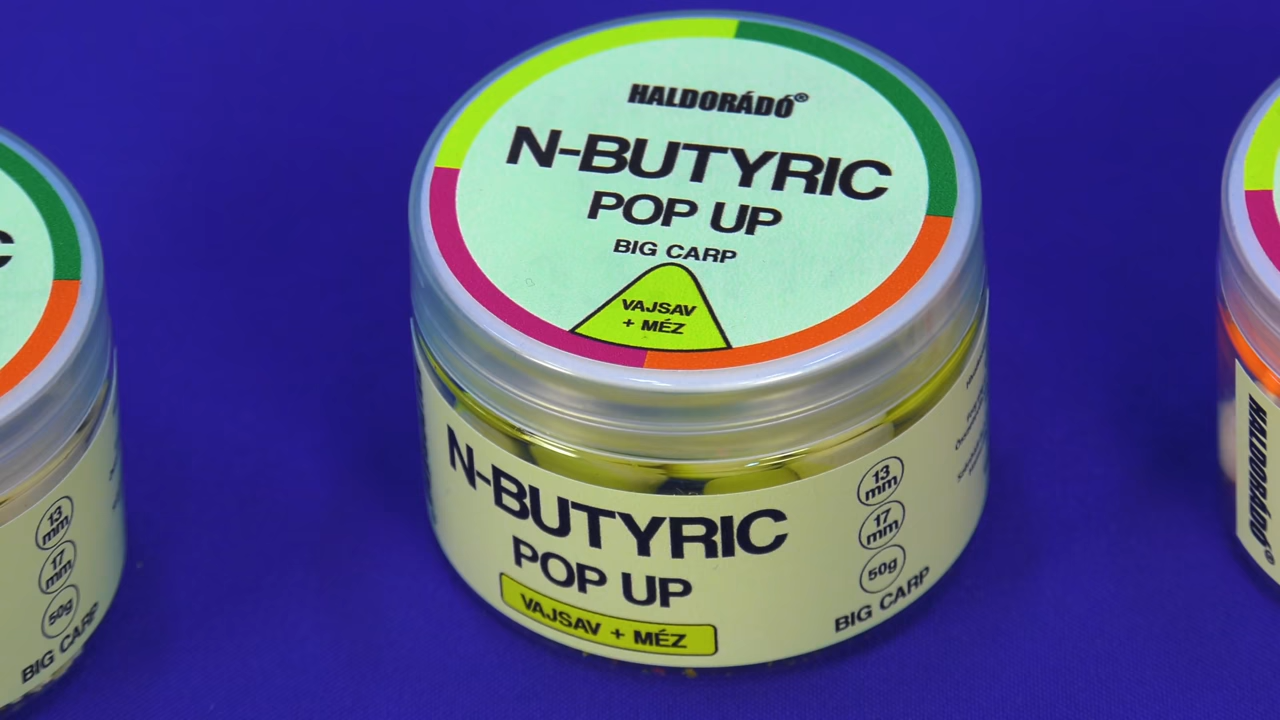 HALDORÁDÓ®
N-BUTYRIC
POP UP
BIG CARP
VAJSAV
+ MÉZ
N-BUTYRIC
POP UP
VAJSAV + MÉZ
13
mm
17
mm
50g
BIG CARP
C
13
mm
17
mm
50g
BIG CARP
HALDORÁDÓ®